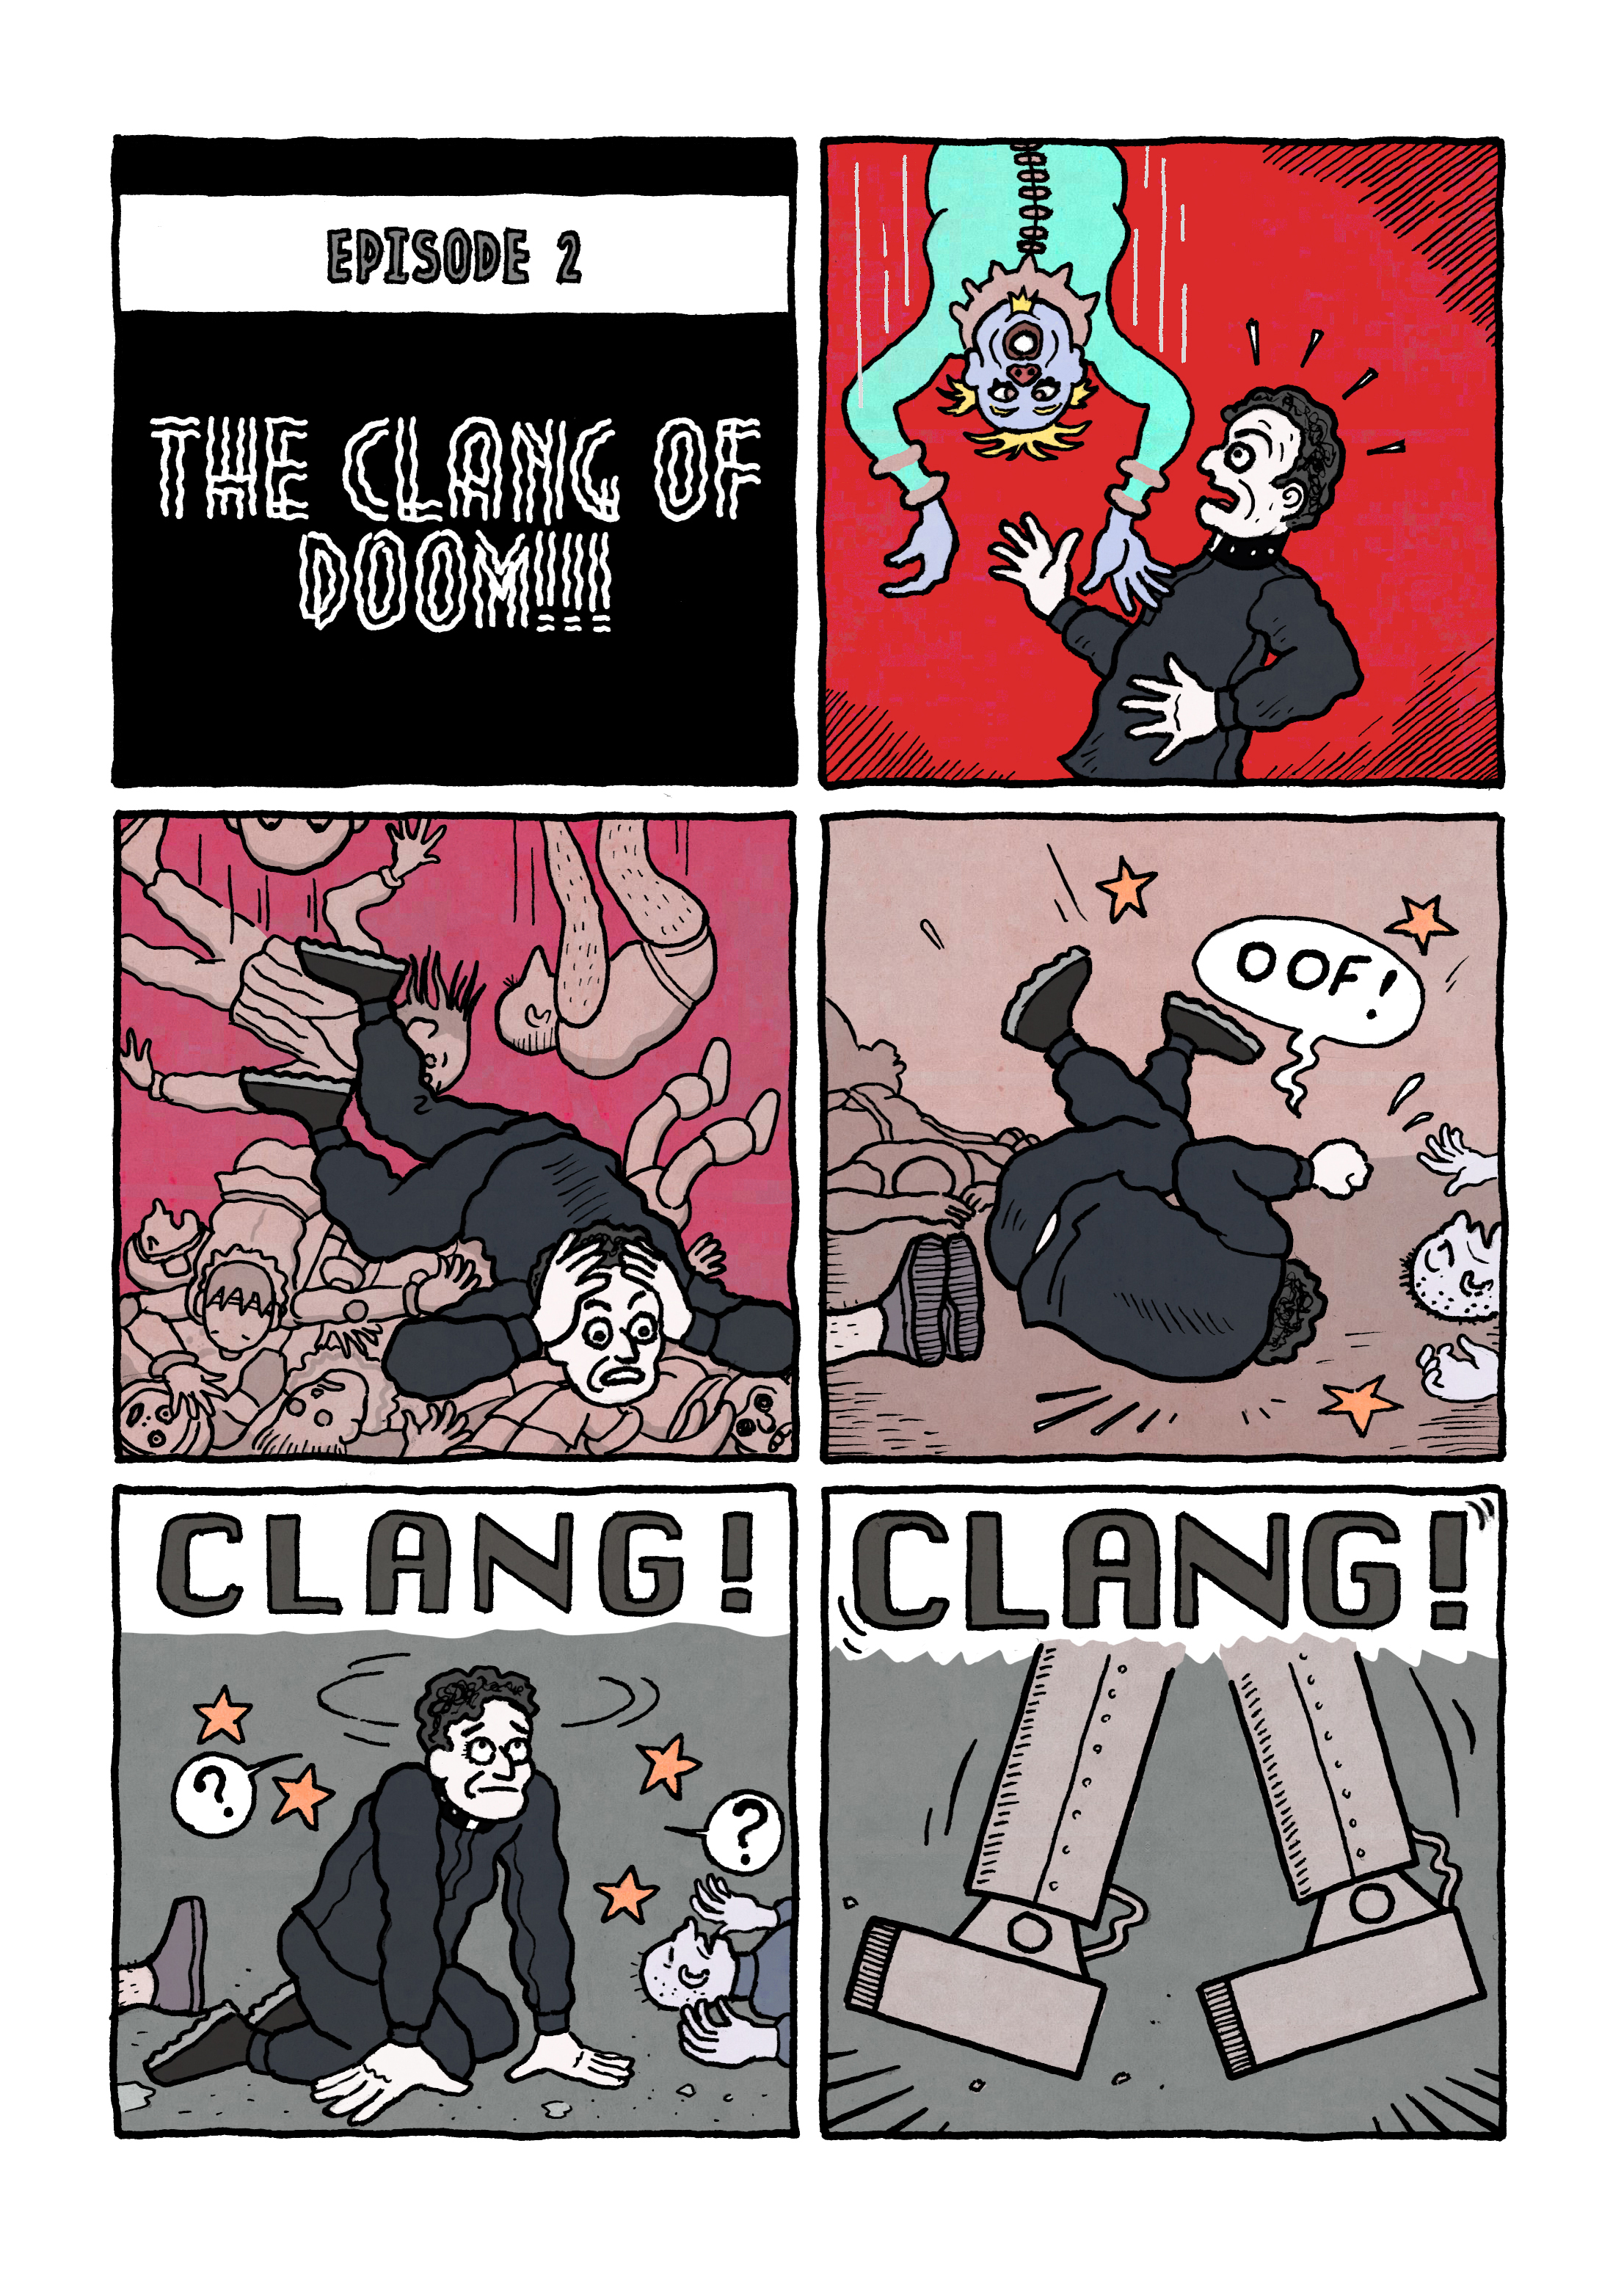 EPISODE 2
THE CLANG OF
DOOM!!!!
OOF!
CLANG!
?
?
CLANG!